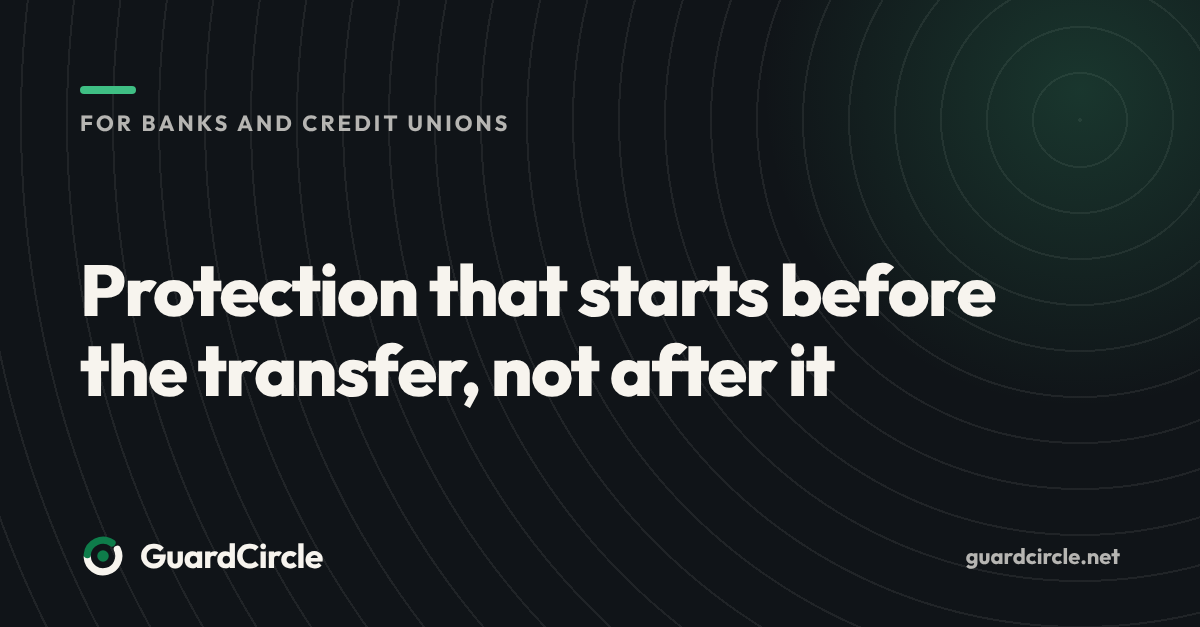 FOR BANKS AND CREDIT UNIONS
Protection that starts before
the transfer, not after it
GuardCircle
guardcircle.net